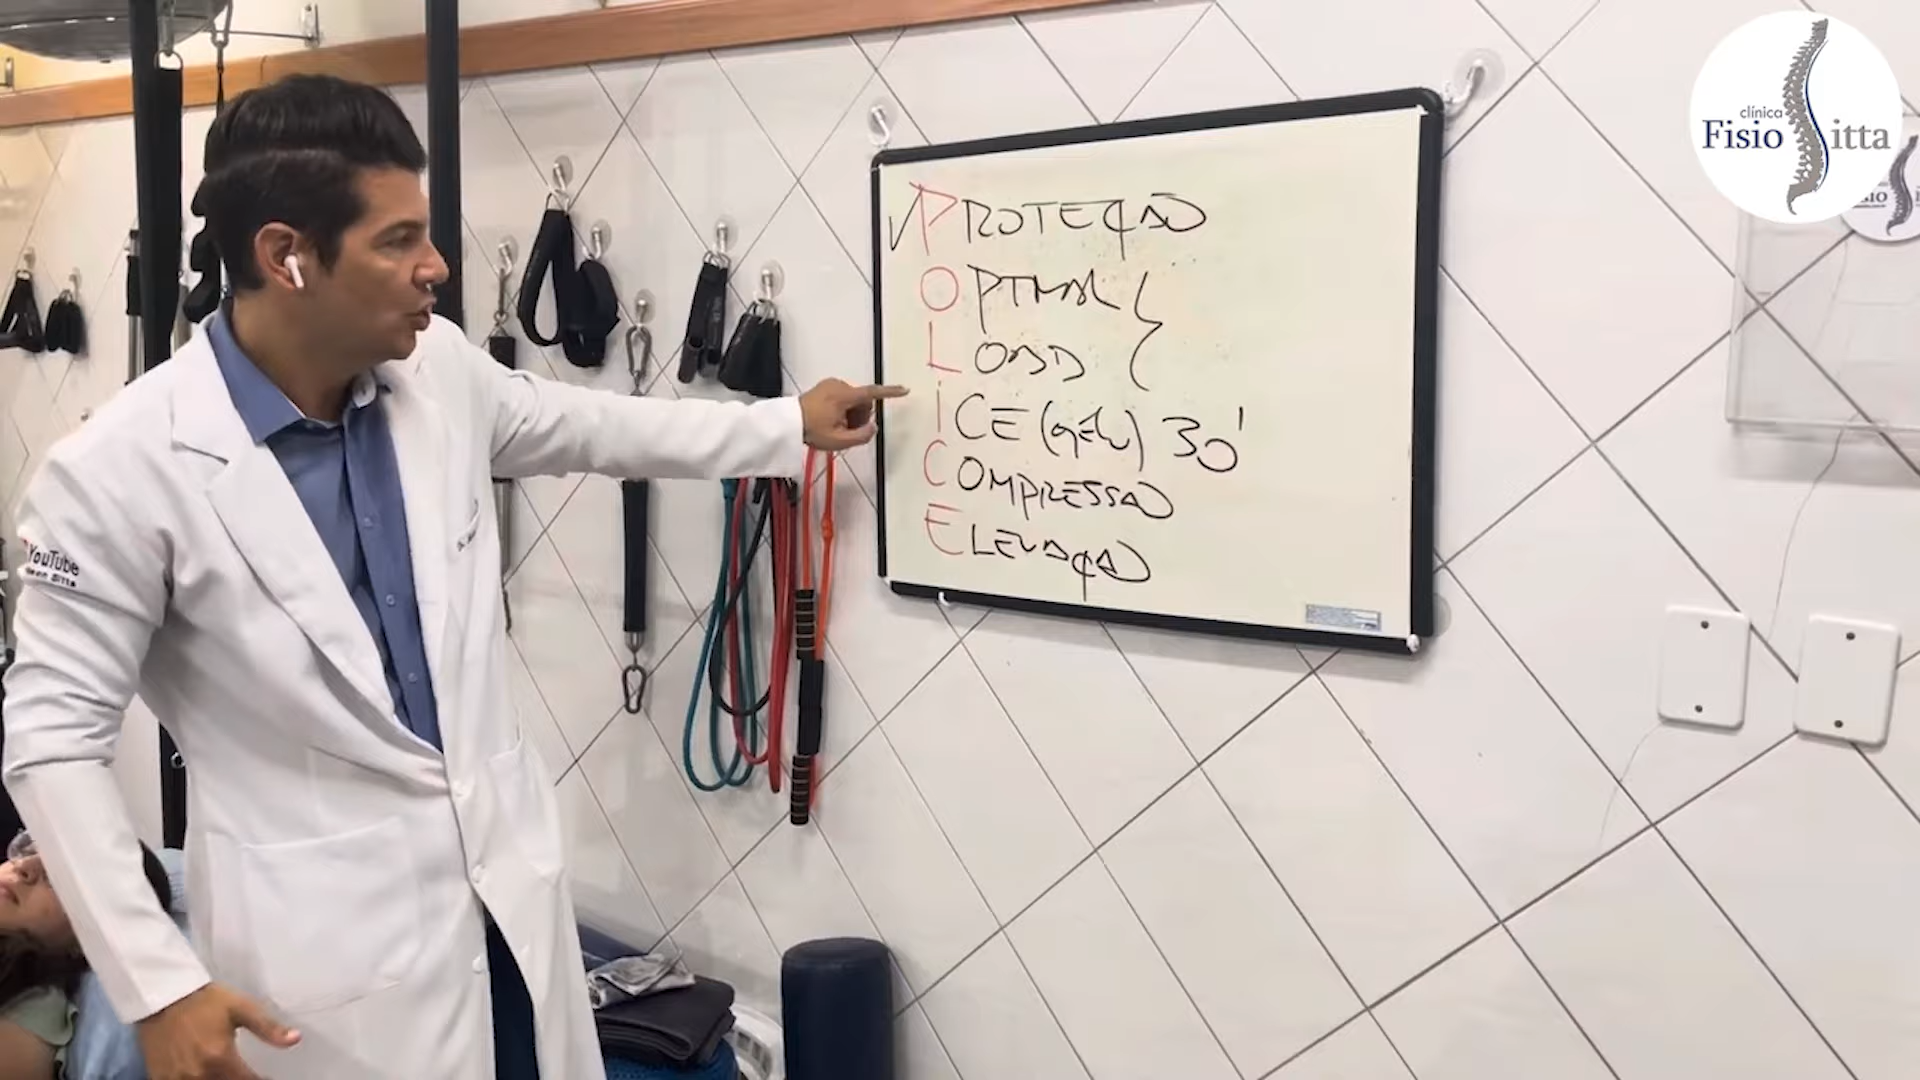 PROTEÇÃO
OPTIMAL
LOAD
ICE (GELO) 30'
COMPRESSÃO
ELEVAÇÃO
clínica
Fisio Sitta
YouTube